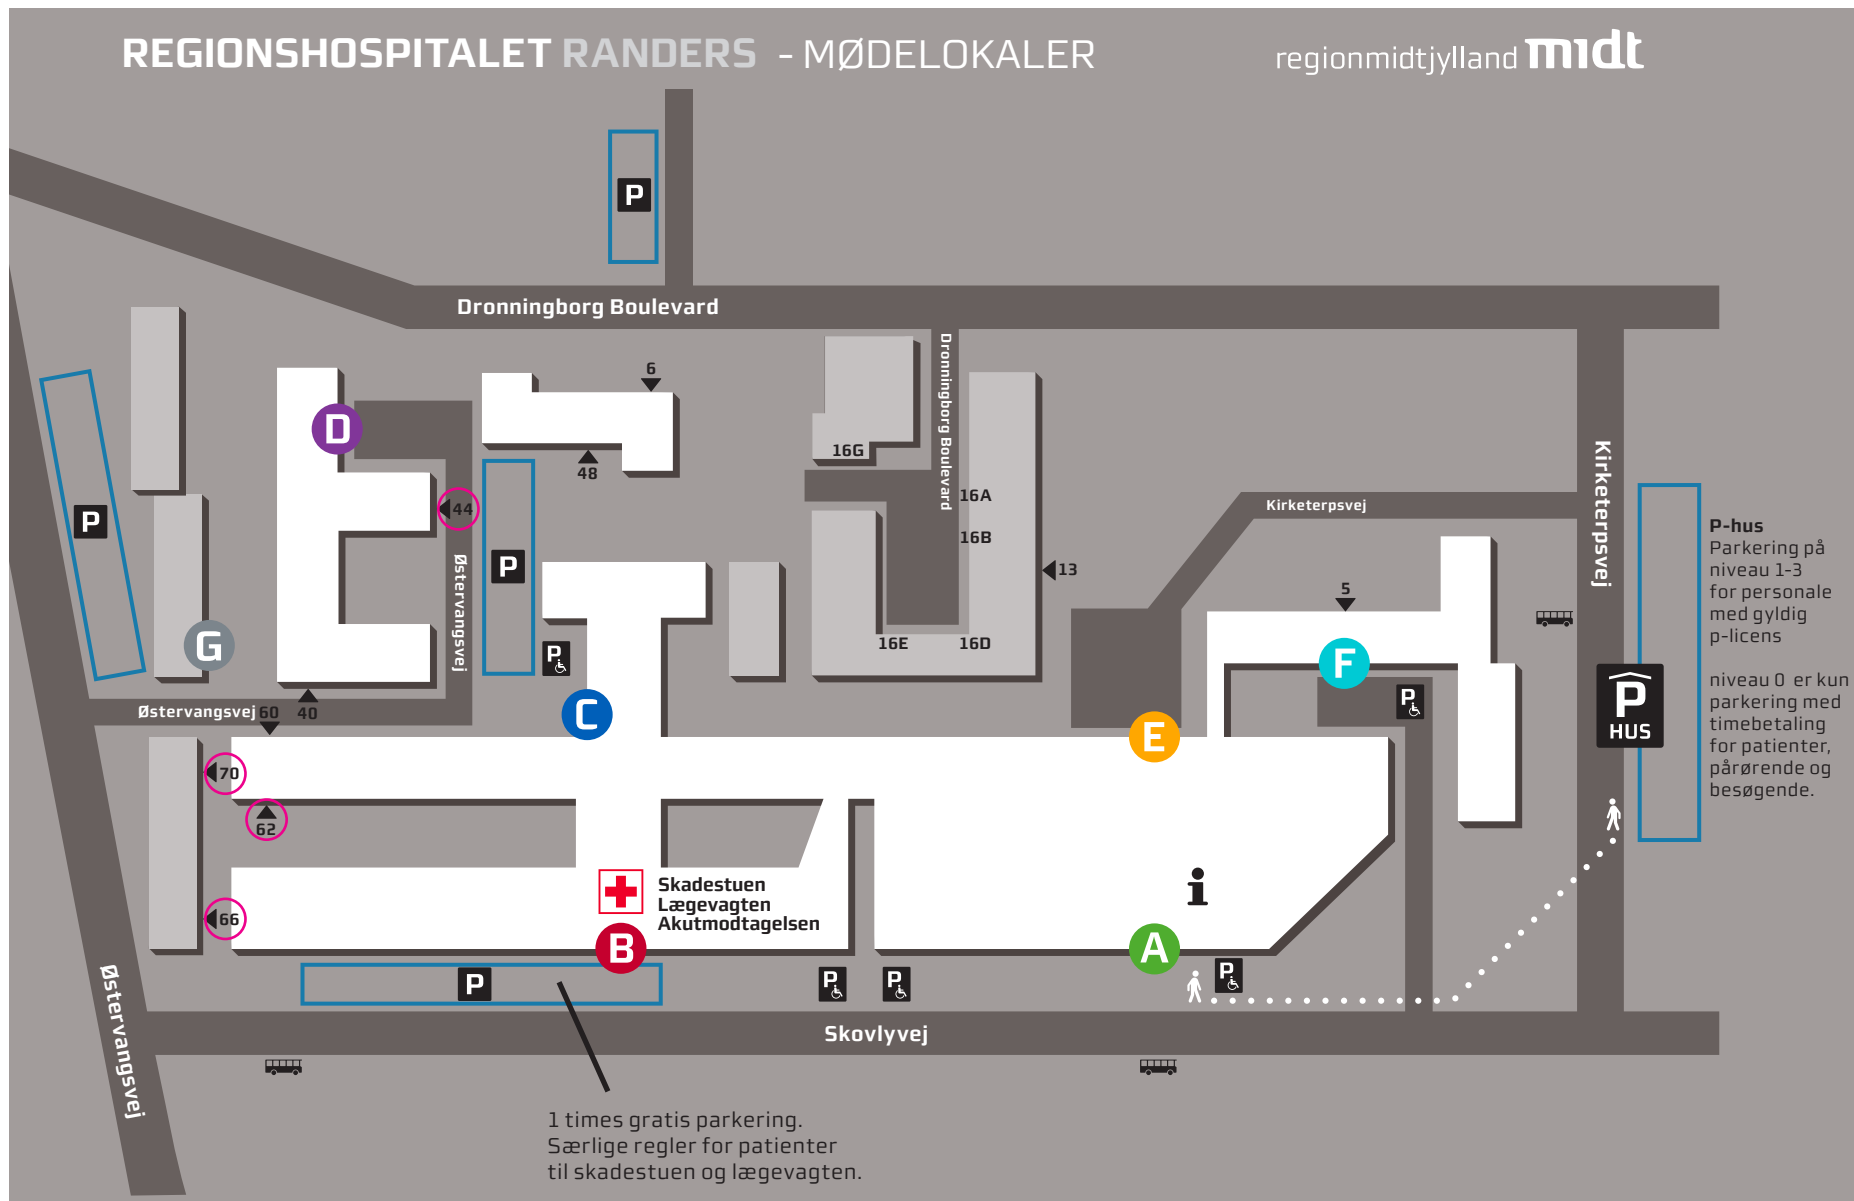 REGIONSHOSPITALET RANDERS - MØDELOKALER
regionmidtjylland midt
P
Dronningborg Boulevard
Dronningborg Boulevard
6
D
48
16G
16A
16B
16E
16D
13
44
P
P
Østervangsvej
Kirketerpsvej
Kirketerpsvej
P-hus
Parkering på
niveau 1-3
for personale
med gyldig
p-licens
niveau 0 er kun
parkering med
timebetaling
for patienter,
pårørende og
besøgende.
P
HUS
5
F
P
G
P
C
E
Østervangsvej 60
40
70
62
66
Skadestuen
Lægevagten
Akutmodtagelsen
B
i
A
P
P
P
P
Østervangsvej
Skovlyvej
1 times gratis parkering.
Særlige regler for patienter
til skadestuen og lægevagten.